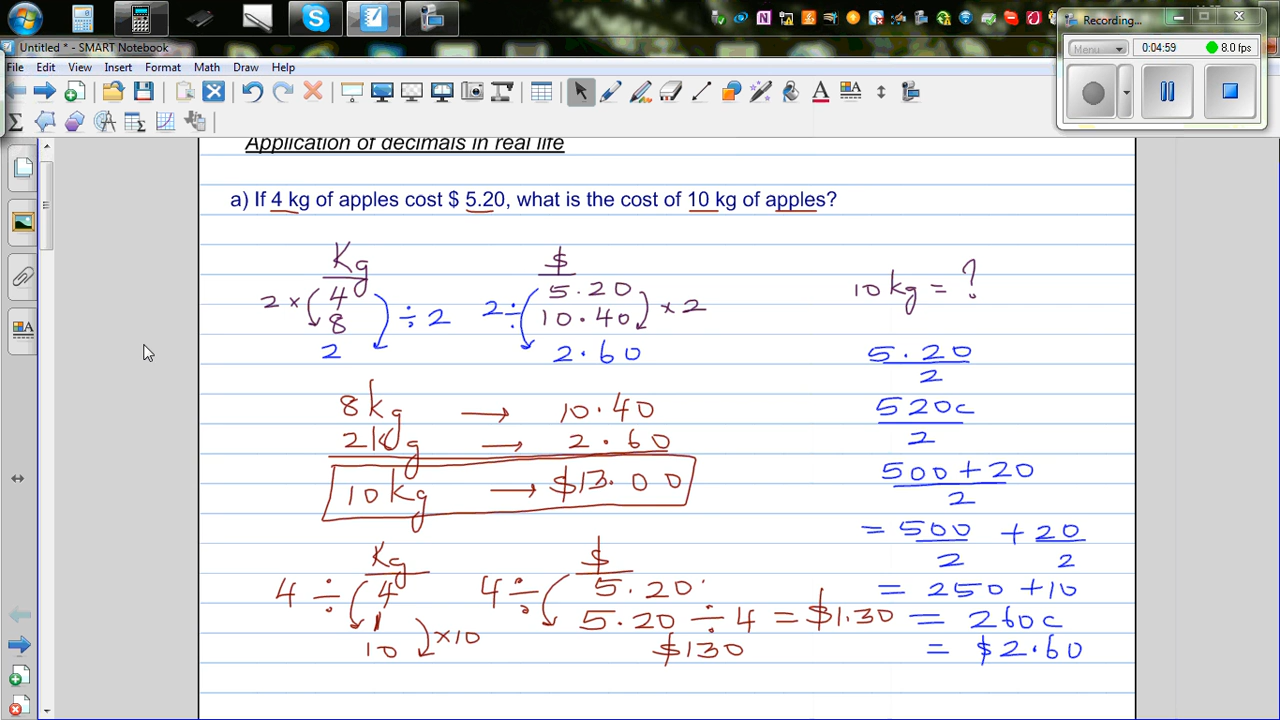 Recording...
Untitled * - SMART Notebook
Menu 0:04:59 8.0 fps
File Edit View Insert Format Math Draw Help
Application of decimals in real life
a) If 4 kg of apples cost $ 5.20, what is the cost of 10 kg of apples?
Kg $
10 kg = ?
2 × 4 5.20 × 2
8 ÷ 2 2 ÷ 10.40
2 2.60
5.20
2
8kg → 10.40
520c
2
2kg → 2.60
10 kg → $13.00
500 + 20
2
= 500 + 20
2 2
Kg $
4 ÷ 4 4 ÷ 5.20
= 250 + 10
1 5.20 ÷ 4 = $1.30
= 260c
10 ×10 $130
= $2.60